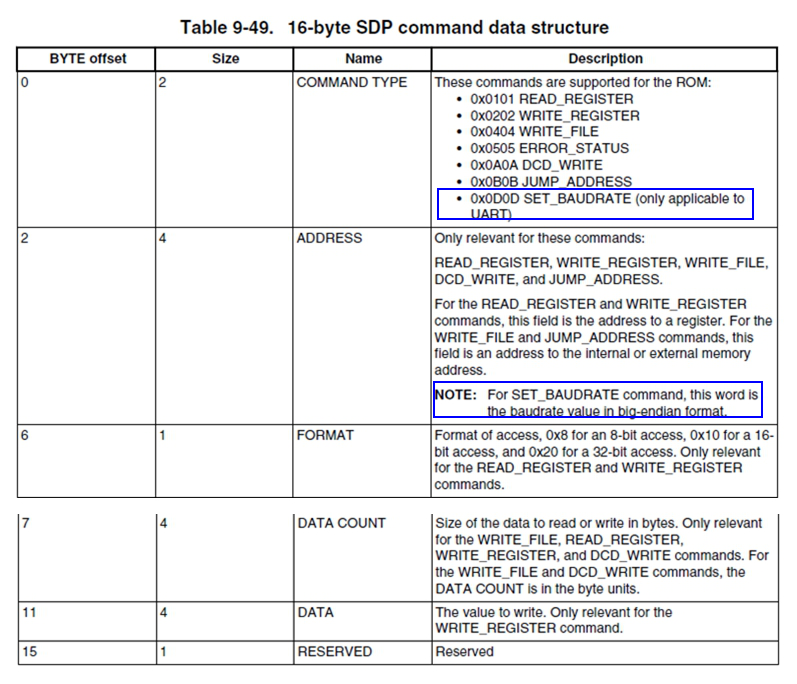 Table 9-49. 16-byte SDP command data structure
BYTE offset Size Name Description
0 2 COMMAND TYPE These commands are supported for the ROM:
• 0x0101 READ_REGISTER
• 0x0202 WRITE_REGISTER
• 0x0404 WRITE_FILE
• 0x0505 ERROR_STATUS
• 0x0A0A DCD_WRITE
• 0x0B0B JUMP_ADDRESS
• 0x0D0D SET_BAUDRATE (only applicable to
UART)
2 4 ADDRESS Only relevant for these commands:
READ_REGISTER, WRITE_REGISTER, WRITE_FILE,
DCD_WRITE, and JUMP_ADDRESS.
For the READ_REGISTER and WRITE_REGISTER
commands, this field is the address to a register. For the
WRITE_FILE and JUMP_ADDRESS commands, this
field is an address to the internal or external memory
address.
NOTE: For SET_BAUDRATE command, this word is
the baudrate value in big-endian format.
6 1 FORMAT Format of access, 0x8 for an 8-bit access, 0x10 for a 16-
bit access, and 0x20 for a 32-bit access. Only relevant
for the READ_REGISTER and WRITE_REGISTER
commands.
7 4 DATA COUNT Size of the data to read or write in bytes. Only relevant
for the WRITE_FILE, READ_REGISTER,
WRITE_REGISTER, and DCD_WRITE commands. For
the WRITE_FILE and DCD_WRITE commands, the
DATA COUNT is in the byte units.
11 4 DATA The value to write. Only relevant for the
WRITE_REGISTER command.
15 1 RESERVED Reserved